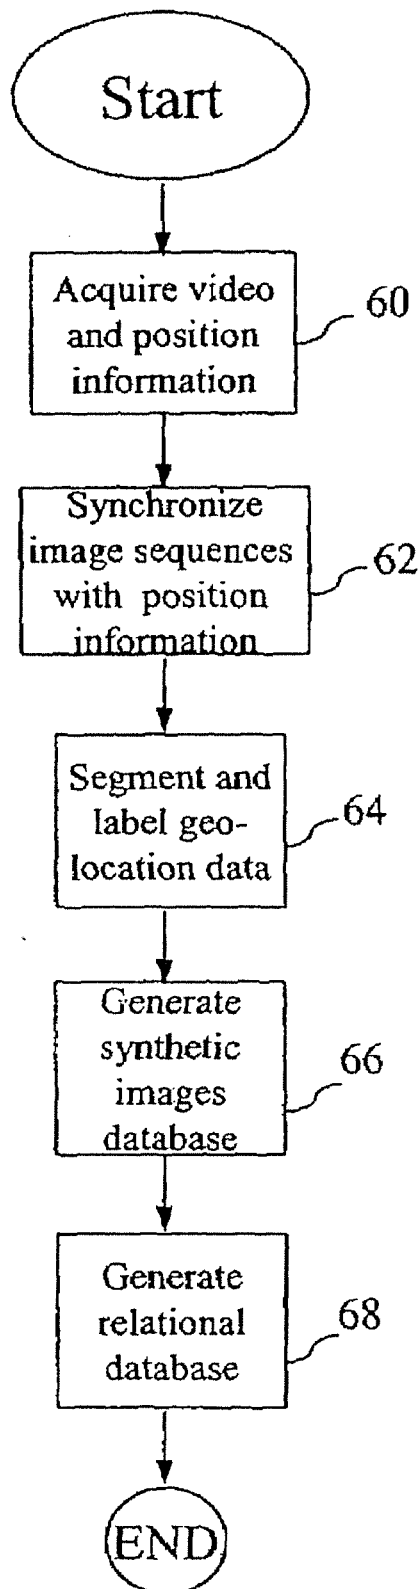 Start
Acquire video
and position
information
60
Synchronize
image sequences
with position
information
62
Segment and
label geo-
location data
64
Generate
synthetic
images
database
66
Generate
relational
database
68
END